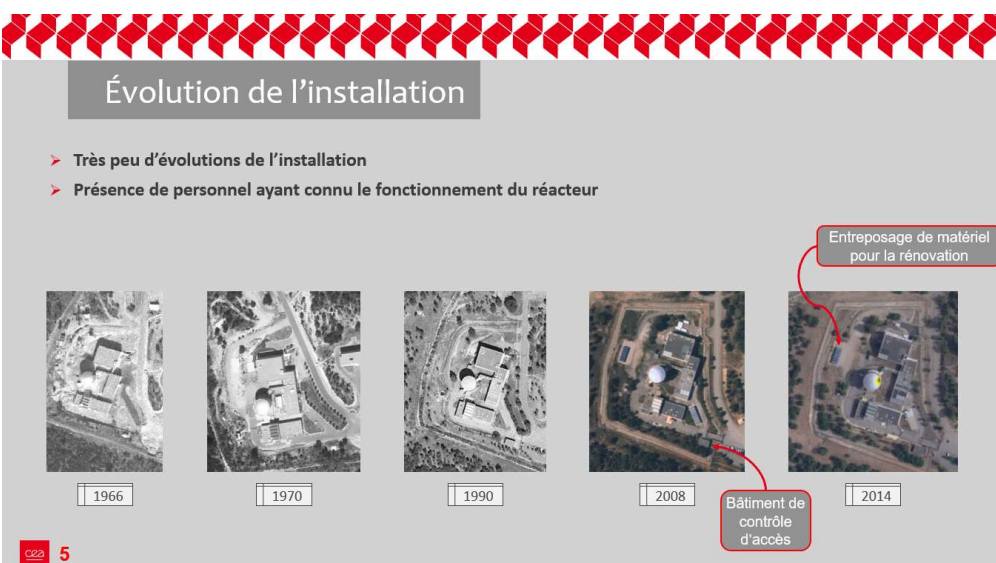 Évolution de l’installation
➢ Très peu d’évolutions de l’installation
➢ Présence de personnel ayant connu le fonctionnement du réacteur
Entreposage de matériel
pour la rénovation
1966
1970
1990
2008
2014
Bâtiment de
contrôle
d’accès
cea
5